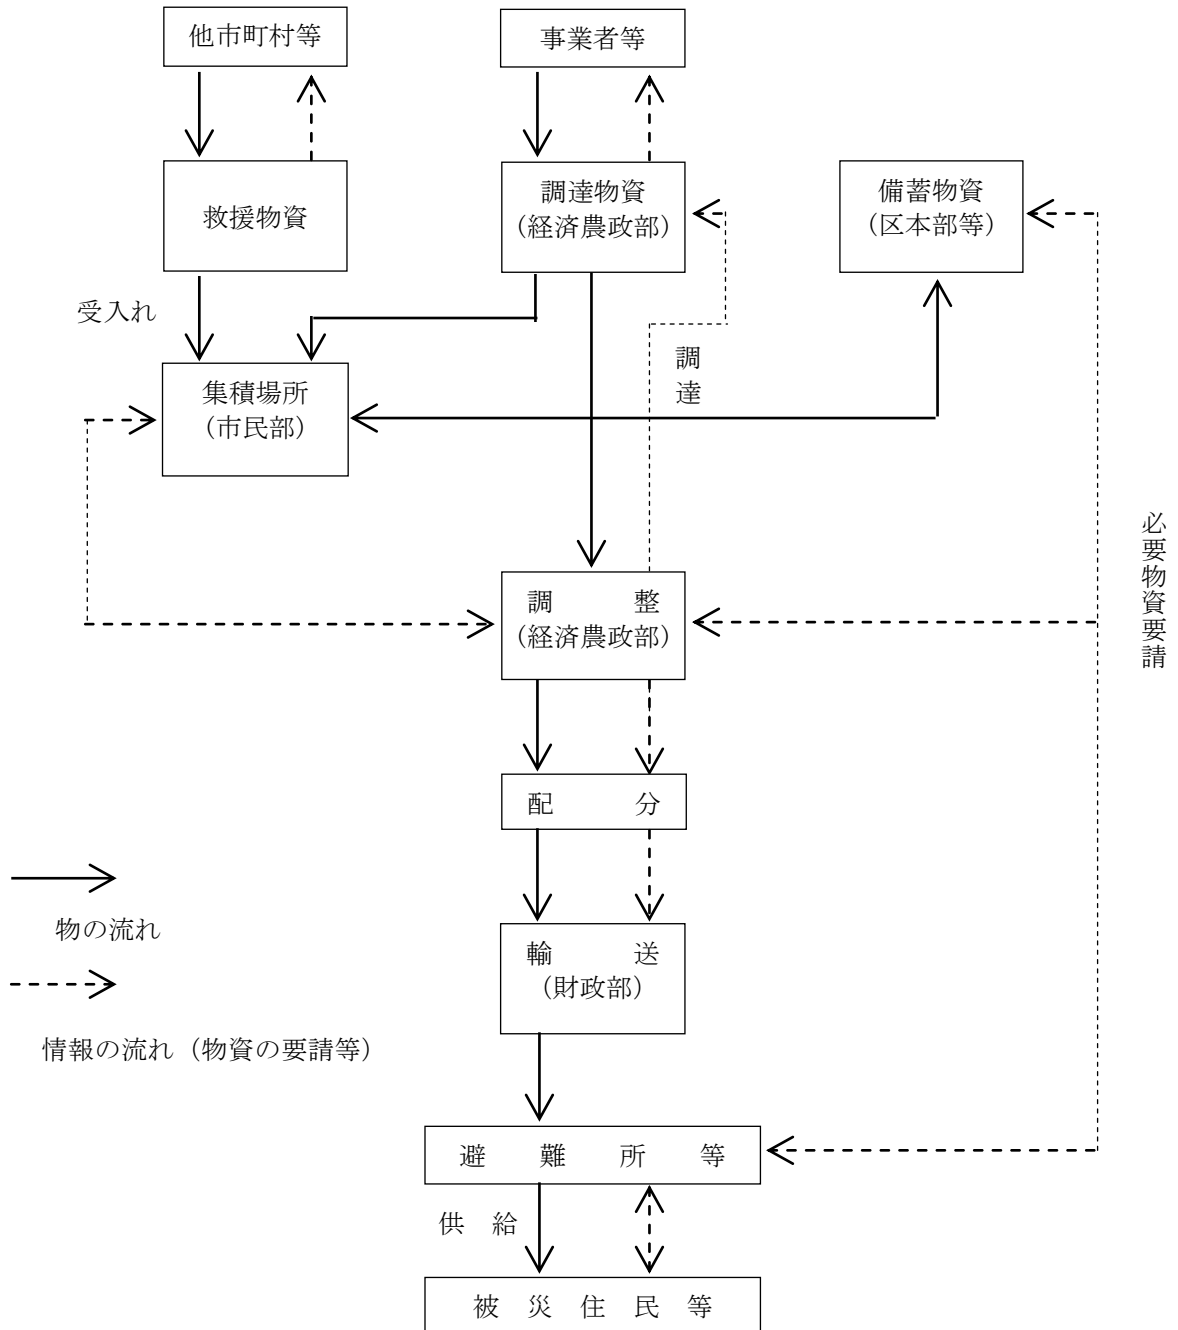 他市町村等
事業者等
救援物資
調達物資
（経済農政部）
備蓄物資
（区本部等）
受入れ
調
達
集積場所
（市民部）
必要物資要請
調　　　整
（経済農政部）
配　　　分
物の流れ
輸　　　送
（財政部）
情報の流れ（物資の要請等）
避　　難　　所　　等
供　給
被　災　住　民　等